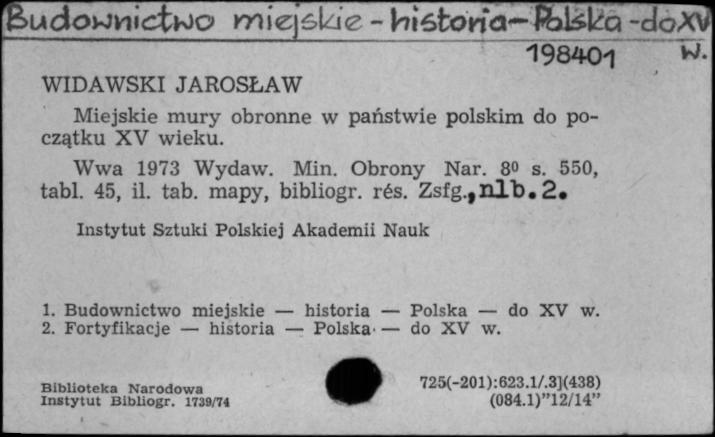 Budownictwo miejskie - historia - Polska - do XV
w.
198401
WIDAWSKI JAROSŁAW
Miejskie mury obronne w państwie polskim do po-
czątku XV wieku.
Wwa 1973 Wydaw. Min. Obrony Nar. 8⁰ s. 550,
tabl. 45, il. tab. mapy, bibliogr. rés. Zsfg., nlb. 2.
Instytut Sztuki Polskiej Akademii Nauk
1. Budownictwo miejskie — historia — Polska — do XV w.
2. Fortyfikacje — historia — Polska — do XV w.
Biblioteka Narodowa
Instytut Bibliogr. 1739/74
725(-201):623.1/.3](438)
(084.1)”12/14”